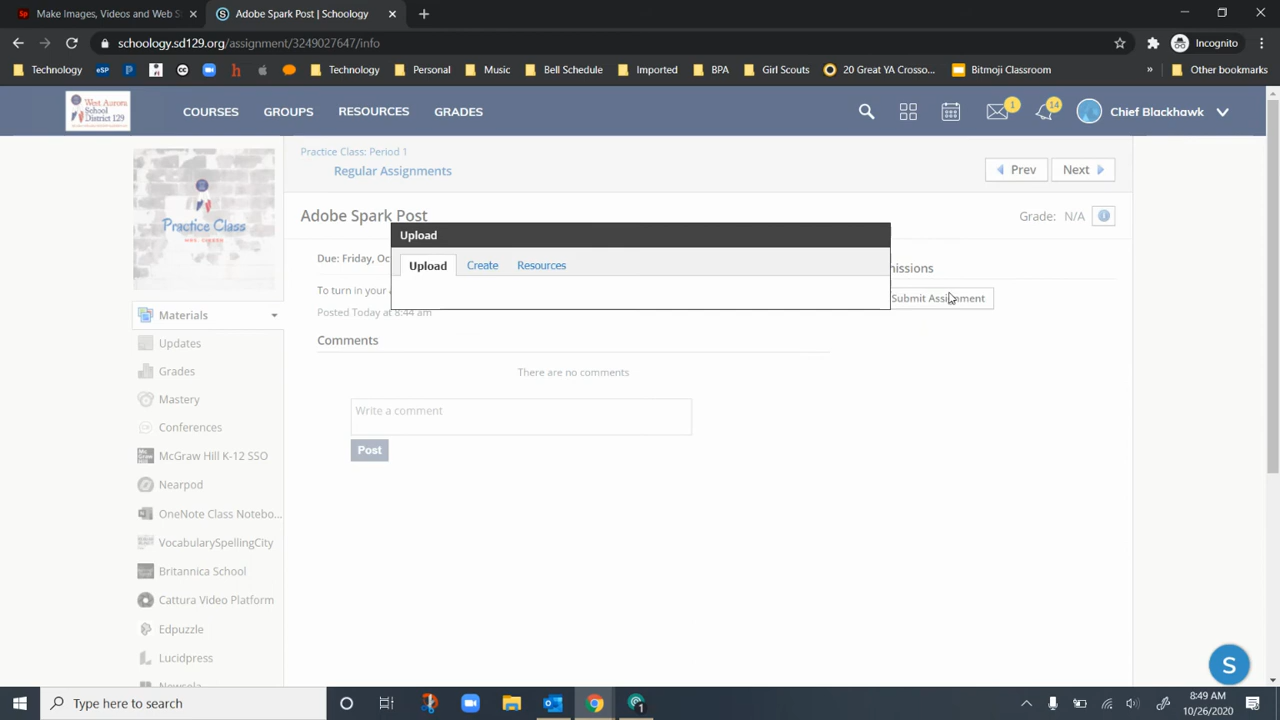 Make Images, Videos and Web S
Adobe Spark Post | Schoology
schoology.sd129.org/assignment/3249027647/info
Incognito
Technology
eSP
Technology
Personal
Music
Bell Schedule
Imported
BPA
Girl Scouts
20 Great YA Crosso...
Bitmoji Classroom
»
Other bookmarks
West Aurora
School
District 129
COURSES
GROUPS
RESOURCES
GRADES
1
14
Chief Blackhawk
Practice Class: Period 1
Regular Assignments
Prev
Next
Practice Class
Adobe Spark Post
Grade: N/A
Upload
Due: Friday, Oc
Upload
Create
Resources
missions
To turn in your a
Submit Assignment
Posted Today at 8:44 am
Materials
Comments
Updates
There are no comments
Grades
Mastery
Write a comment
Conferences
Post
McGraw Hill K-12 SSO
Nearpod
OneNote Class Notebo...
VocabularySpellingCity
Britannica School
Cattura Video Platform
Edpuzzle
Lucidpress
Newsela
S
Type here to search
8:49 AM
10/26/2020